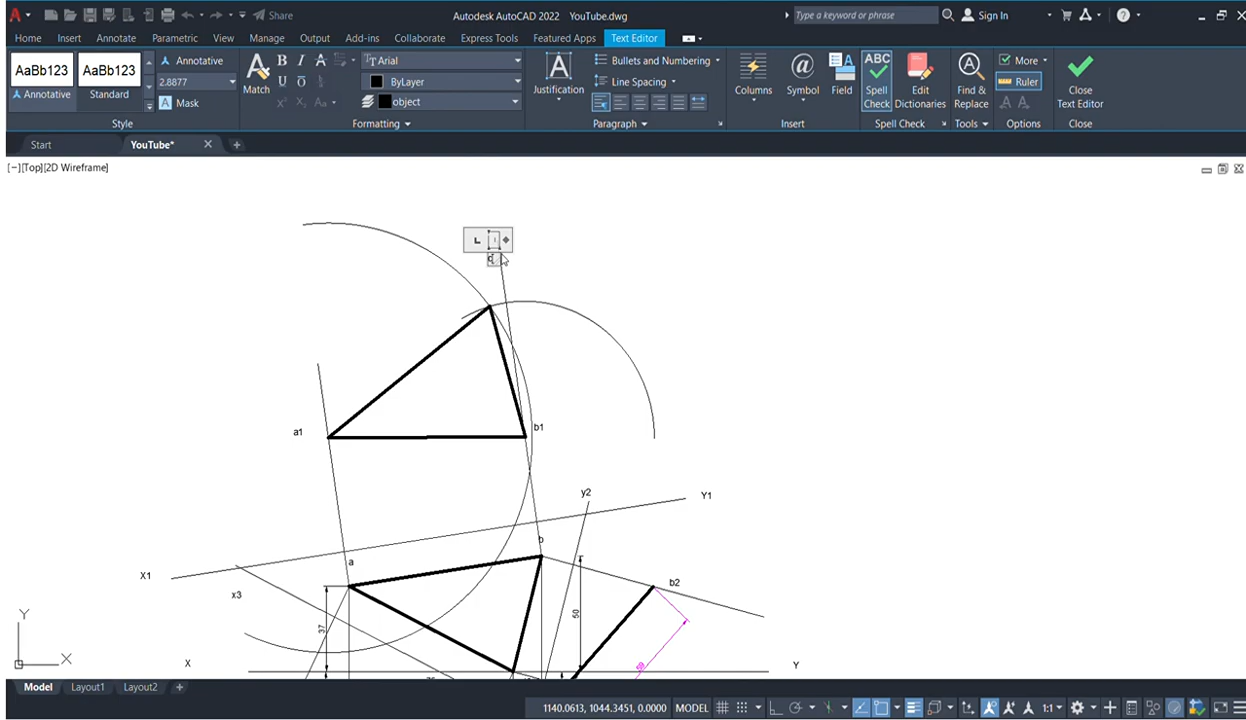 Share
Autodesk AutoCAD 2022 YouTube.dwg
Type a keyword or phrase
Sign In
Home Insert Annotate Parametric View Manage Output Add-ins Collaborate Express Tools Featured Apps Text Editor
AaBb123 AaBb123
Annotative Standard
Annotative
2.8877
Mask
Style
Match
B I A
U O
Arial
ByLayer
object
Formatting
Justification
Bullets and Numbering
Line Spacing
Paragraph
Columns
Symbol
Field
Insert
ABC
Spell Check
Edit Dictionaries
Spell Check
Find & Replace
Tools
More
Ruler
Options
Close Text Editor
Close
Start YouTube*
[−][Top][2D Wireframe]
a1
b1
y2
Y1
b
a
X1
b2
x3
50
37
X
Y
Y
X
Model Layout1 Layout2
1140.0613, 1044.3451, 0.0000 MODEL 1:1